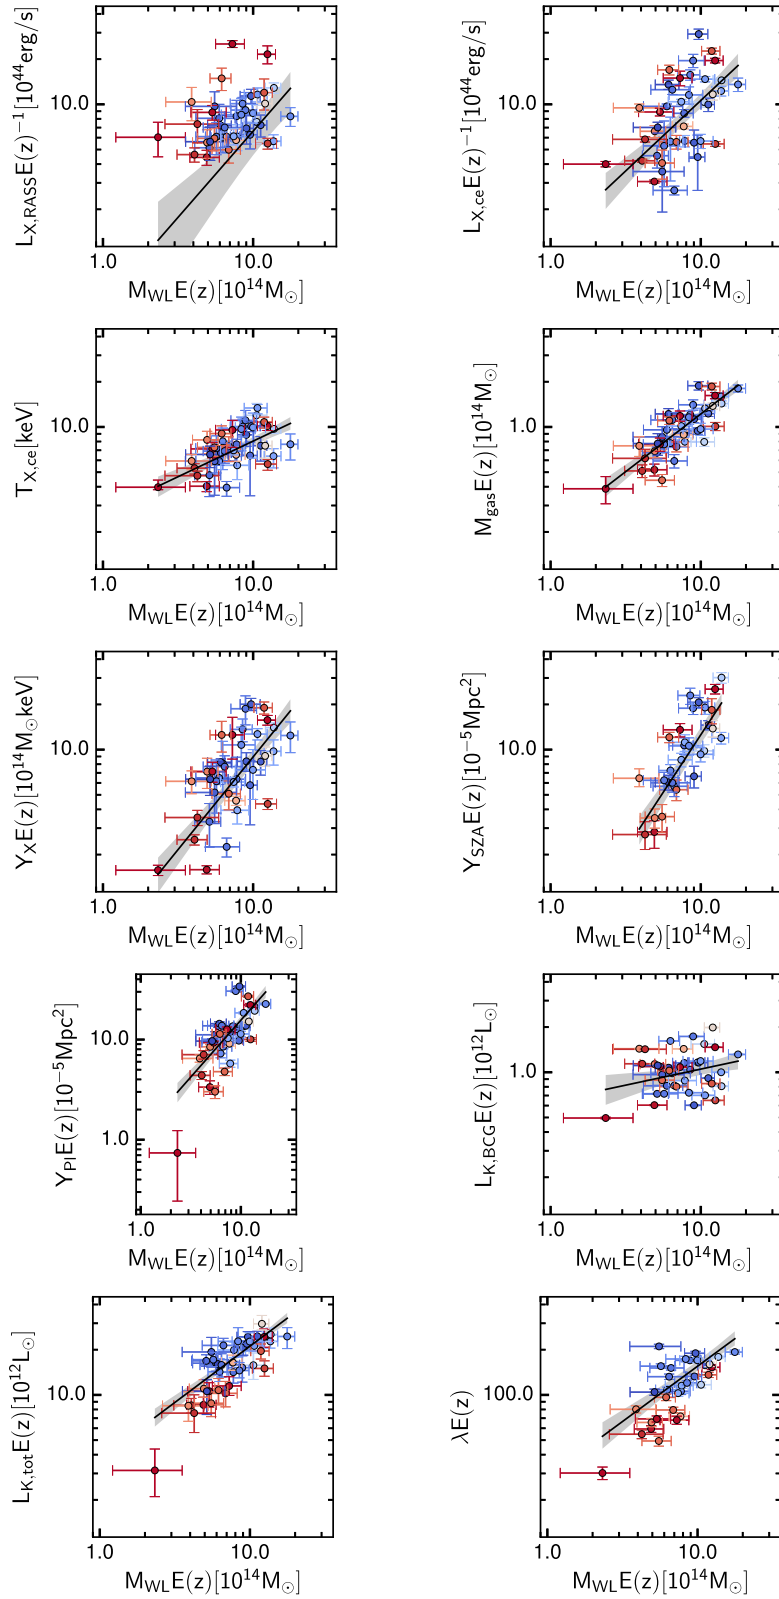 L_X,RASS E(z)^−1 [10^44 erg/s]
10.0
1.0
10.0
M_WL E(z)[10^14 M_⊙]
L_X,ce E(z)^−1 [10^44 erg/s]
10.0
1.0
10.0
M_WL E(z)[10^14 M_⊙]
T_X,ce [keV]
10.0
1.0
10.0
M_WL E(z)[10^14 M_⊙]
M_gas E(z)[10^14 M_⊙]
1.0
1.0
10.0
M_WL E(z)[10^14 M_⊙]
Y_X E(z)[10^14 M_⊙ keV]
10.0
1.0
10.0
M_WL E(z)[10^14 M_⊙]
Y_SZA E(z)[10^−5 Mpc^2]
10.0
1.0
10.0
M_WL E(z)[10^14 M_⊙]
Y_Pl E(z)[10^−5 Mpc^2]
10.0
1.0
1.0
10.0
M_WL E(z)[10^14 M_⊙]
L_K,BCG E(z)[10^12 L_⊙]
1.0
1.0
10.0
M_WL E(z)[10^14 M_⊙]
L_K,tot E(z)[10^12 L_⊙]
10.0
1.0
10.0
M_WL E(z)[10^14 M_⊙]
λE(z)
100.0
1.0
10.0
M_WL E(z)[10^14 M_⊙]